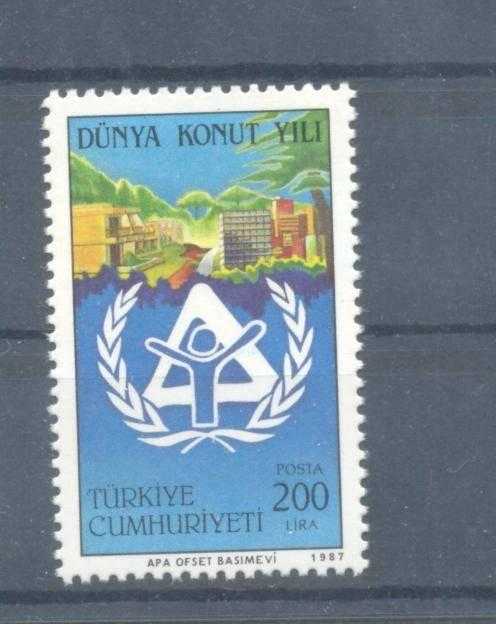 DÜNYA KONUT YILI
POSTA
TÜRKİYE 200
CUMHURİYETİ LİRA
APA OFSET BASIMEVİ 1987